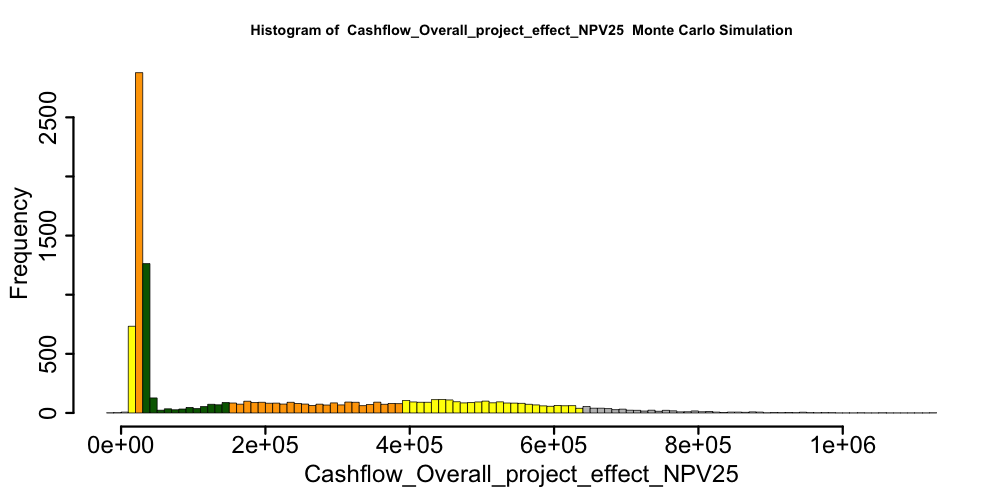 Histogram of  Cashflow_Overall_project_effect_NPV25  Monte Carlo Simulation
Frequency
2500
1500
500
0
0e+00 2e+05 4e+05 6e+05 8e+05 1e+06
Cashflow_Overall_project_effect_NPV25